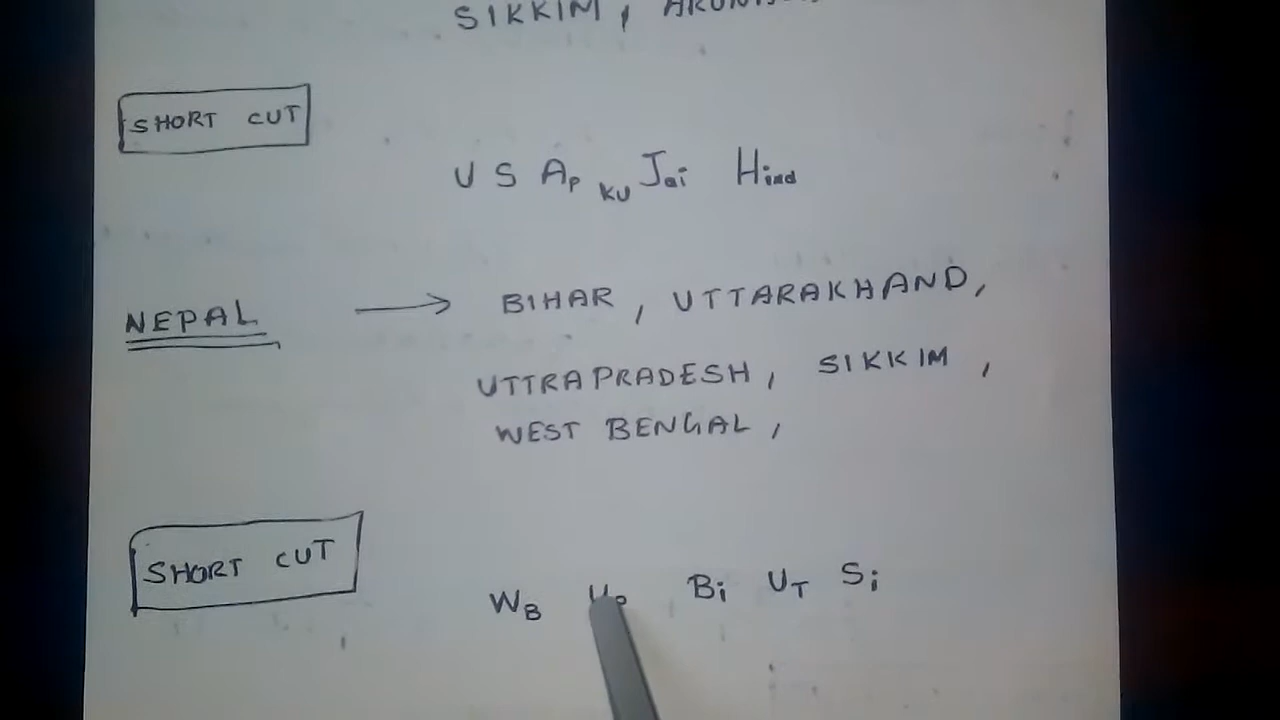 SIKKIM,
SHORT CUT
U S Ap KU Jai Hind
NEPAL → BIHAR, UTTARAKHAND,
UTTRAPRADESH, SIKKIM,
WEST BENGAL,
SHORT CUT
WB Bi UT Si